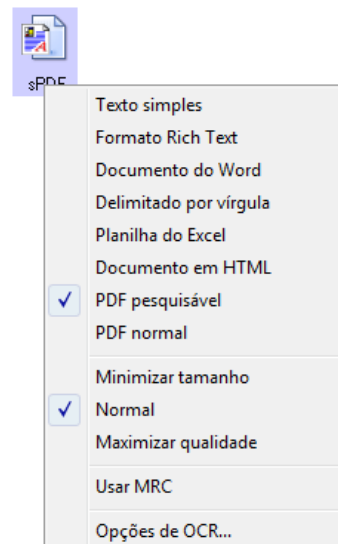 sPDF
Texto simples
Formato Rich Text
Documento do Word
Delimitado por vírgula
Planilha do Excel
Documento em HTML
PDF pesquisável
PDF normal
Minimizar tamanho
Normal
Maximizar qualidade
Usar MRC
Opções de OCR...